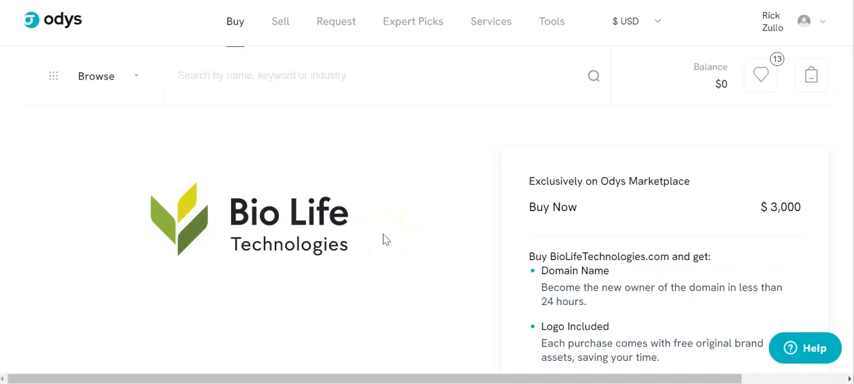 odys
Buy
Sell
Request
Expert Picks
Services
Tools
$ USD
Rick
Zullo
Browse
Search by name, keyword or industry
Balance
$0
13
Bio Life
Technologies
Exclusively on Odys Marketplace
Buy Now
$ 3,000
Buy BioLifeTechnologies.com and get:
Domain Name
Become the new owner of the domain in less than
24 hours.
Logo Included
Each purchase comes with free original brand
assets, saving your time.
Help